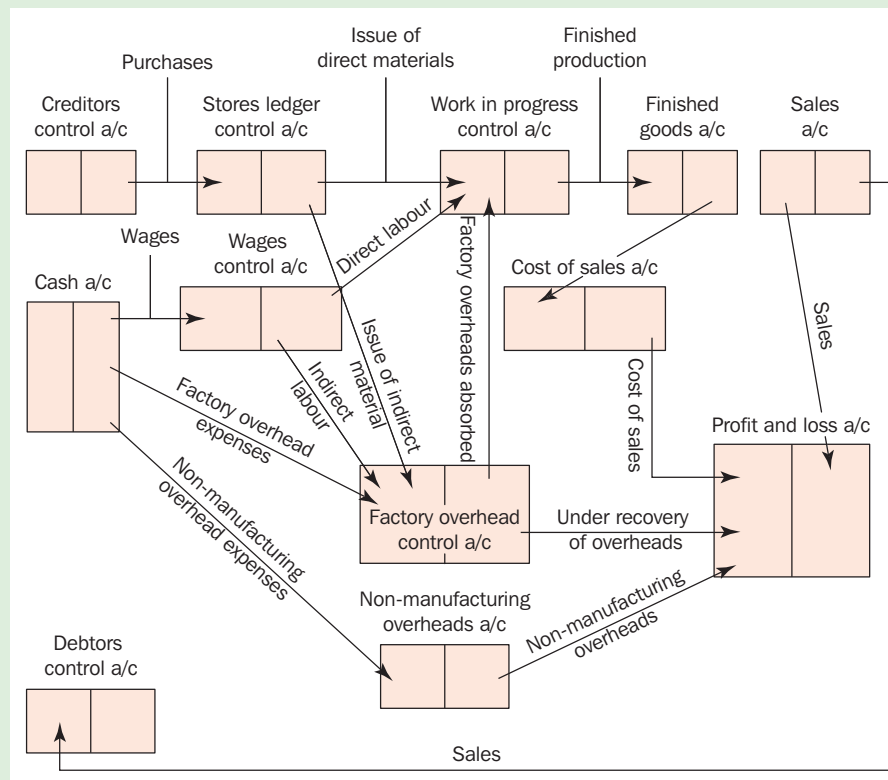 Issue of
direct materials
Finished
production
Purchases
Creditors
control a/c
Stores ledger
control a/c
Work in progress
control a/c
Finished
goods a/c
Sales
a/c
Wages
Wages
control a/c
Direct labour
Factory overheads absorbed
Cost of sales a/c
Cash a/c
Issue of indirect
material
Indirect
labour
Sales
Cost of sales
Factory overhead
expenses
Profit and loss a/c
Non-manufacturing
overhead expenses
Factory overhead
control a/c
Under recovery
of overheads
Non-manufacturing
overheads a/c
Non-manufacturing
overheads
Debtors
control a/c
Sales